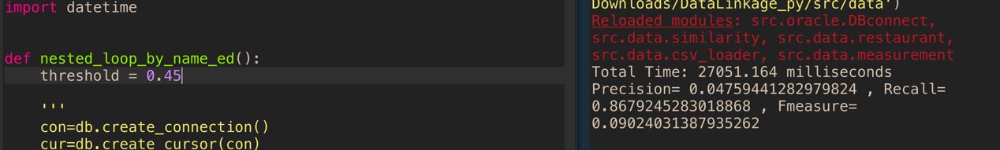 import datetime
def nested_loop_by_name_ed():
threshold = 0.45
'''
con=db.create_connection()
cur=db.create_cursor(con)
Downloads/DataLinkage_py/src/data')
Reloaded modules: src.oracle.DBconnect,
src.data.similarity, src.data.restaurant,
src.data.csv_loader, src.data.measurement
Total Time: 27051.164 milliseconds
Precision= 0.04759441282979824 , Recall=
0.8679245283018868 , Fmeasure=
0.09024031387935262